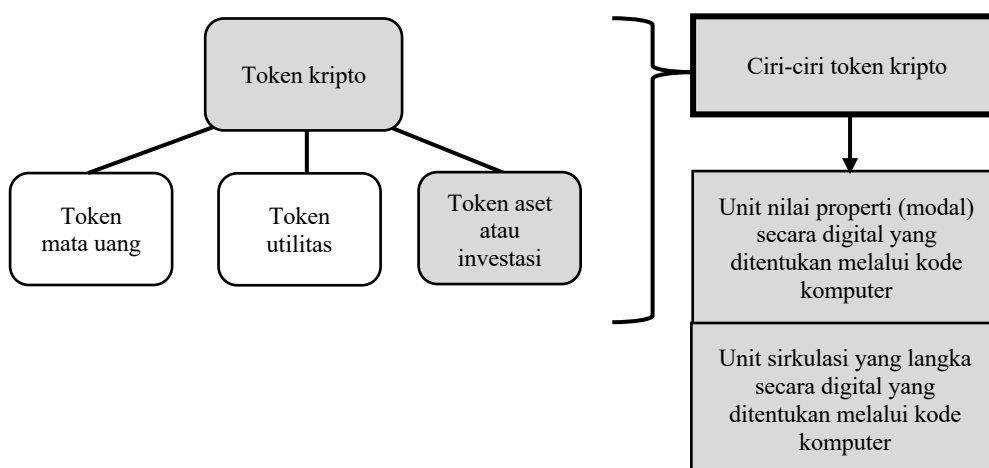 Token kripto
Token
mata uang
Token
utilitas
Token aset
atau
investasi
Ciri-ciri token kripto
Unit nilai properti (modal)
secara digital yang
ditentukan melalui kode
komputer
Unit sirkulasi yang langka
secara digital yang
ditentukan melalui kode
komputer